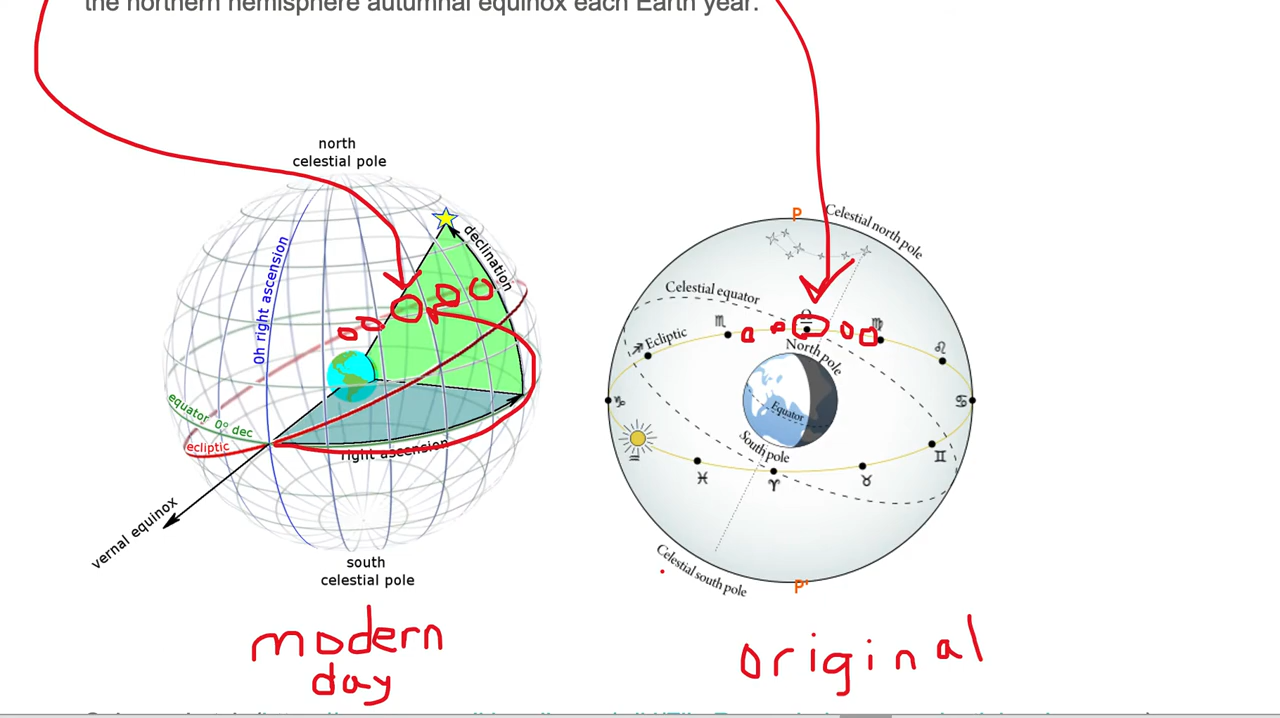 the northern hemisphere autumnal equinox each Earth year.
north
celestial pole
declination
0h right ascension
equator 0° dec
ecliptic
right ascension
vernal equinox
south
celestial pole
modern
day
P
Celestial north pole
Celestial equator
♏
♎
♍
♐ Ecliptic
North pole
♌
♑
♋
Equator
South pole
♒
♊
♓
♈
♉
Celestial south pole
P'
original